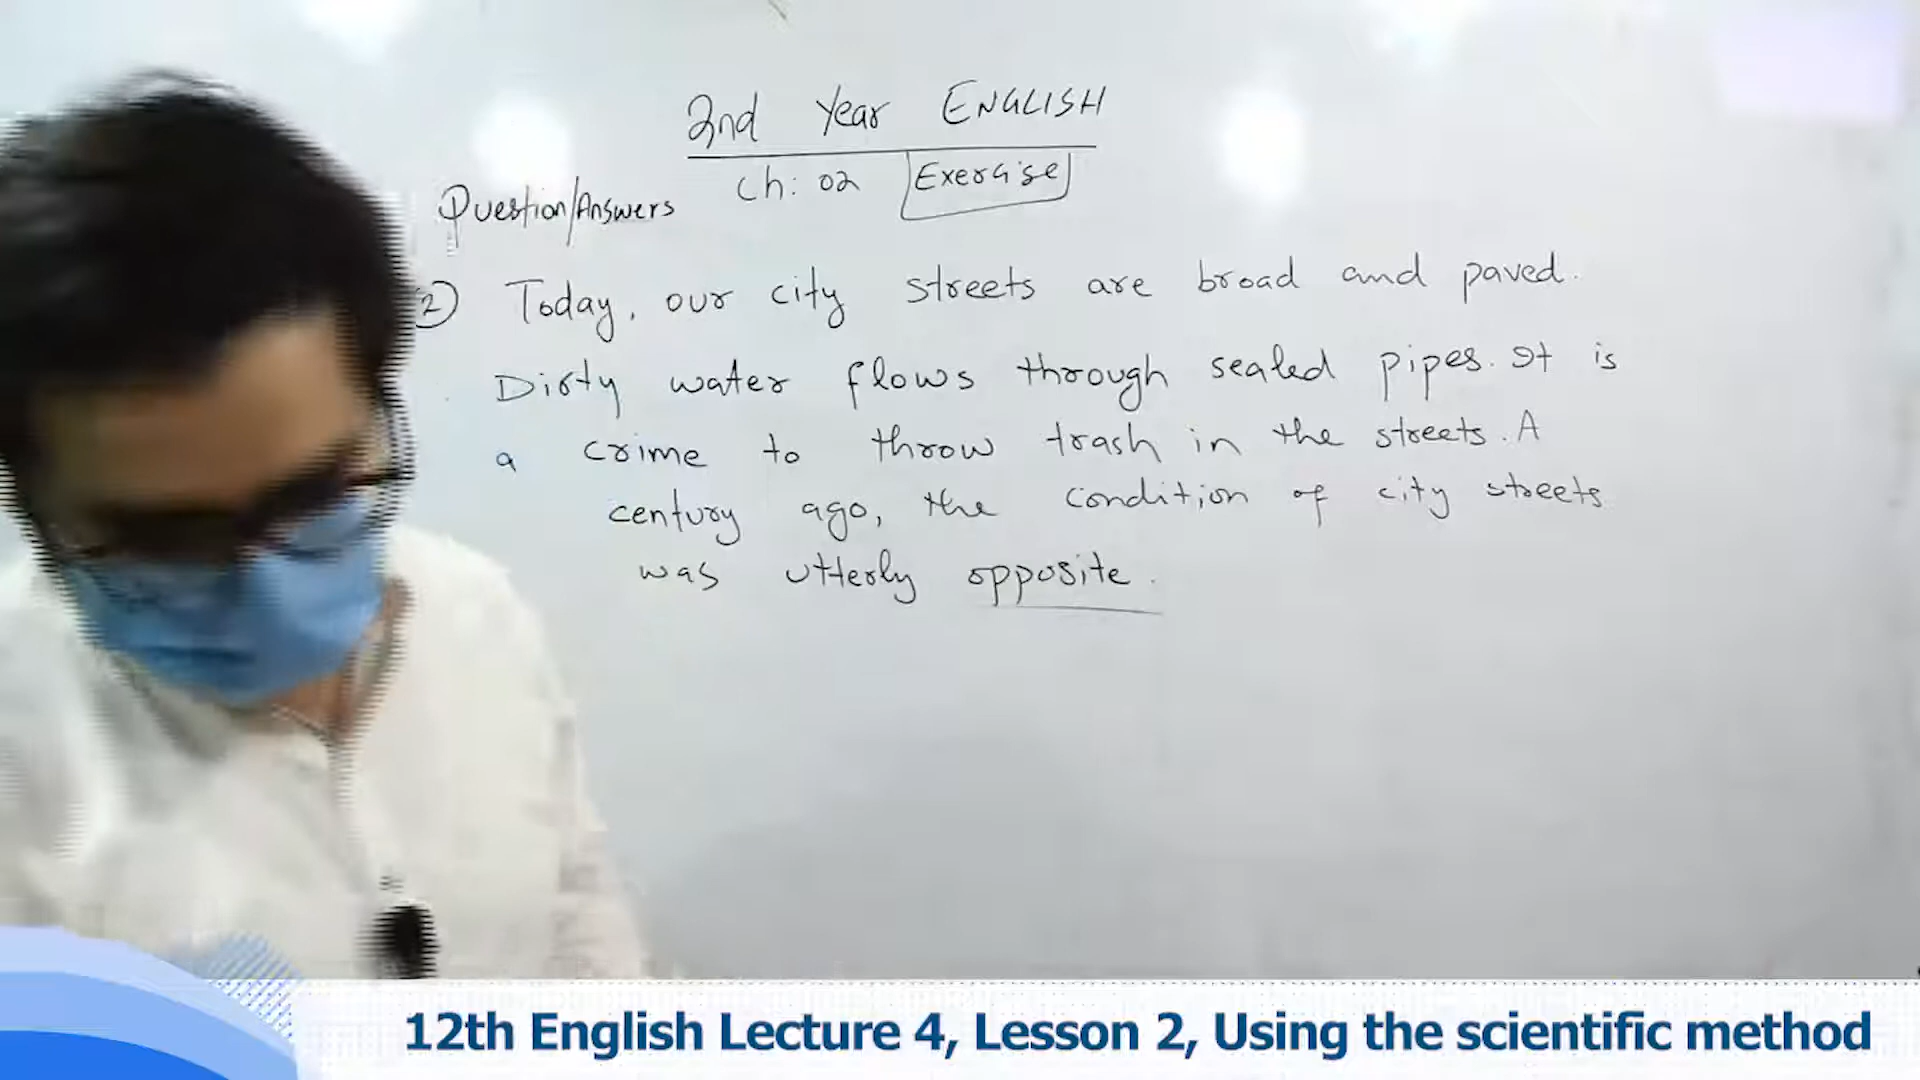 2nd Year ENGLISH
Ch: 02 Exercise
Question/Answers
2) Today, our city streets are broad and paved.
Dirty water flows through sealed pipes. It is
a crime to throw trash in the streets. A
century ago, the condition of city streets
was utterly opposite.
12th English Lecture 4, Lesson 2, Using the scientific method